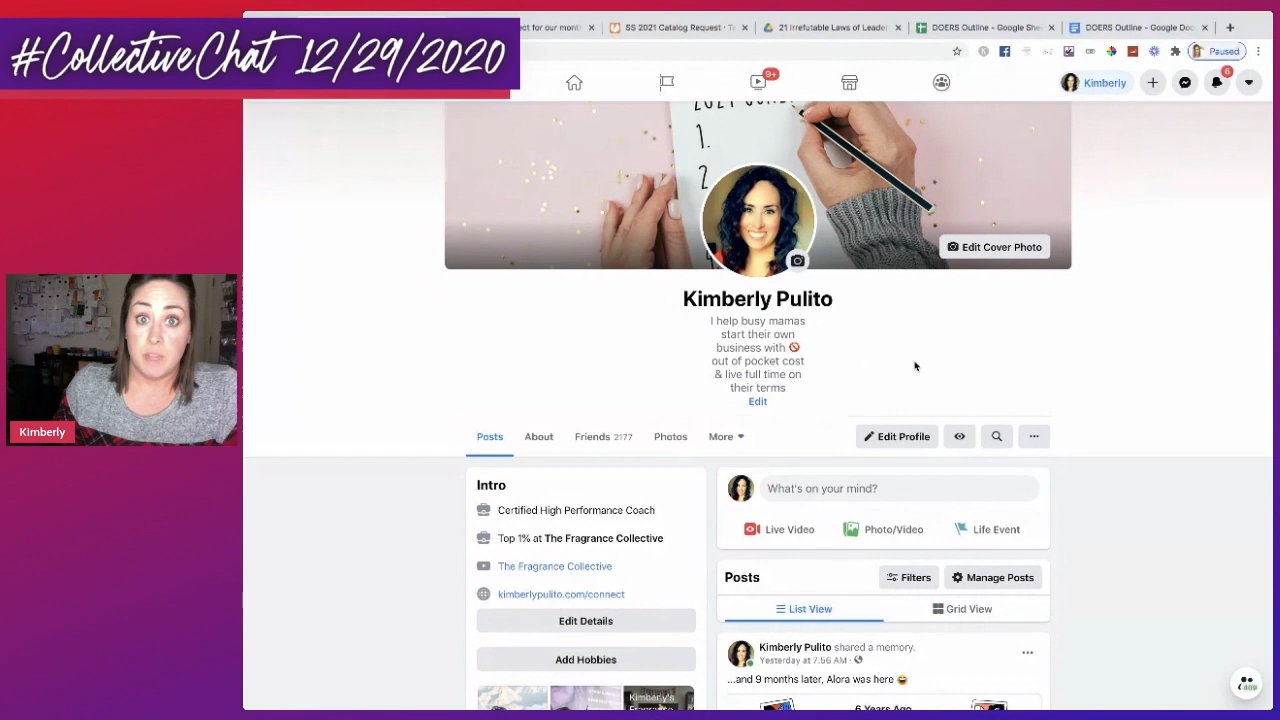 #CollectiveChat 12/29/2020
SS 2021 Catalog Request
21 Irrefutable Laws of Leader
DOERS Outline - Google She
DOERS Outline - Google Doc
Paused
9+
Kimberly
6
1.
2
Edit Cover Photo
Kimberly Pulito
I help busy mamas
start their own
business with 🚫
out of pocket cost
& live full time on
their terms
Edit
Posts About Friends 2177 Photos More
Edit Profile
Kimberly
Intro
Certified High Performance Coach
Top 1% at The Fragrance Collective
The Fragrance Collective
kimberlypulito.com/connect
Edit Details
Add Hobbies
Kimberly's
What's on your mind?
Live Video Photo/Video Life Event
Posts Filters Manage Posts
List View Grid View
Kimberly Pulito shared a memory.
Yesterday at 7:56 AM
...and 9 months later, Alora was here 😂
6 Years Ago